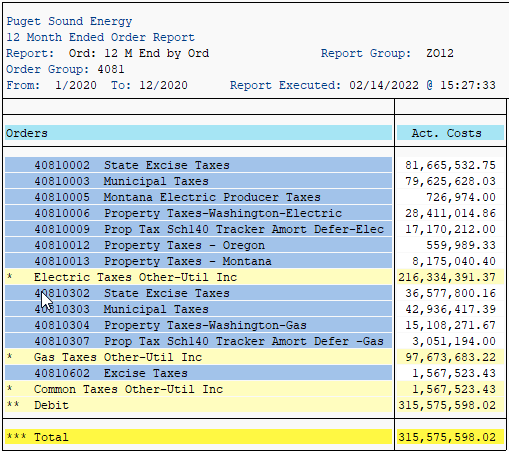 Puget Sound Energy
12 Month Ended Order Report
Report: Ord: 12 M End by Ord Report Group: ZO12
Order Group: 4081
From: 1/2020 To: 12/2020 Report Executed: 02/14/2022 @ 15:27:33
Orders Act. Costs
40810002 State Excise Taxes 81,665,532.75
40810003 Municipal Taxes 79,625,628.03
40810005 Montana Electric Producer Taxes 726,974.00
40810006 Property Taxes-Washington-Electric 28,411,014.86
40810009 Prop Tax Sch140 Tracker Amort Defer-Elec 17,170,212.00
40810012 Property Taxes - Oregon 559,989.33
40810013 Property Taxes - Montana 8,175,040.40
* Electric Taxes Other-Util Inc 216,334,391.37
40810302 State Excise Taxes 36,577,800.16
40810303 Municipal Taxes 42,936,417.39
40810304 Property Taxes-Washington-Gas 15,108,271.67
40810307 Prop Tax Sch140 Tracker Amort Defer -Gas 3,051,194.00
* Gas Taxes Other-Util Inc 97,673,683.22
40810602 Excise Taxes 1,567,523.43
* Common Taxes Other-Util Inc 1,567,523.43
** Debit 315,575,598.02
*** Total 315,575,598.02